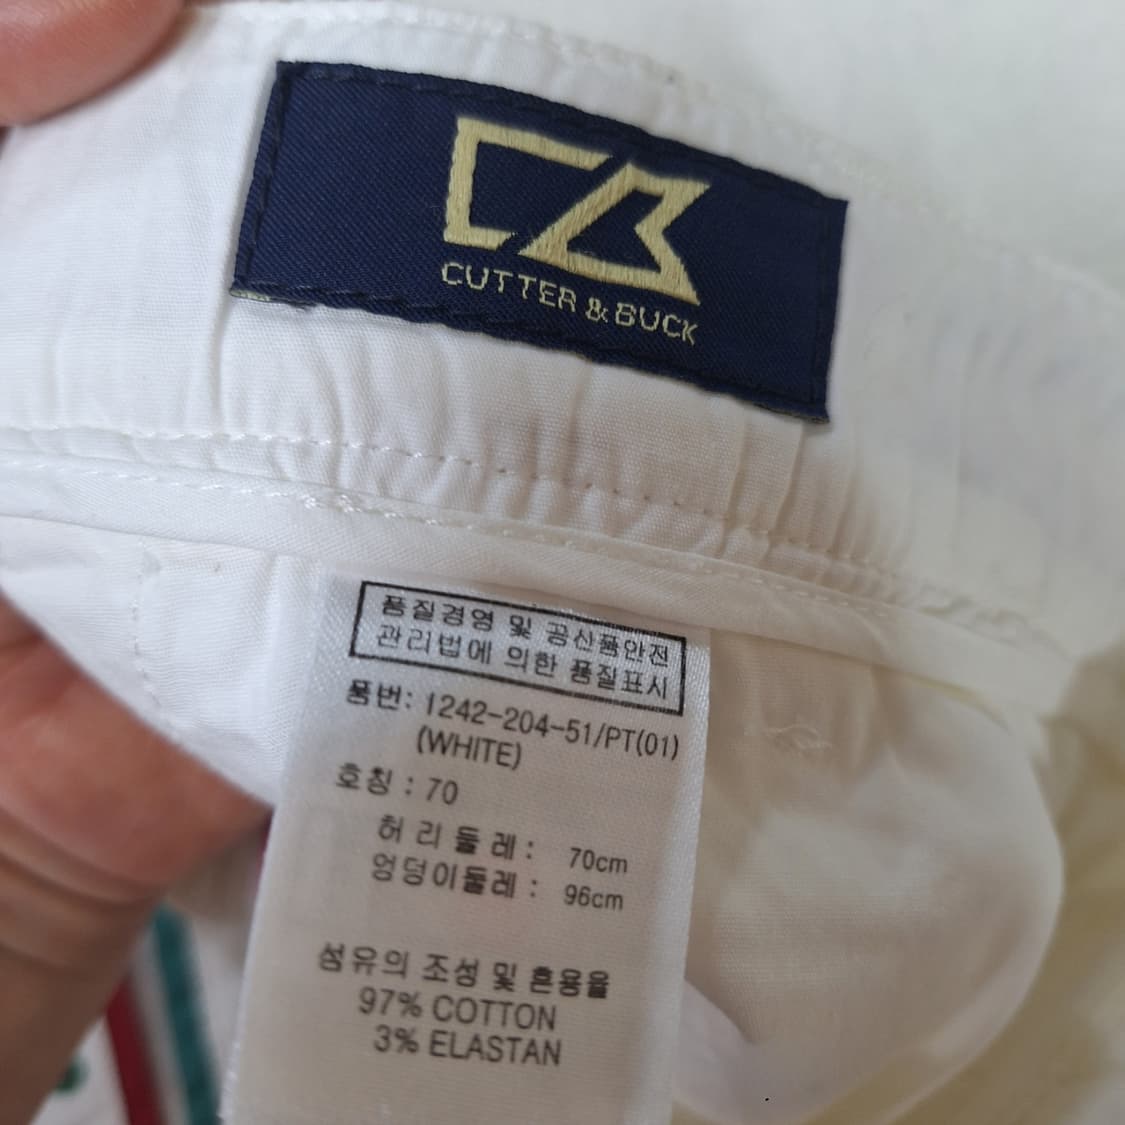 CUTTER & BUCK
품질경영 및 공산품안전
관리법에 의한 품질표시
품번: 1242-204-51/PT(01)
(WHITE)
호칭 : 70
허리둘레 : 70cm
엉덩이둘레 : 96cm
섬유의 조성 및 혼용율
97% COTTON
3% ELASTAN